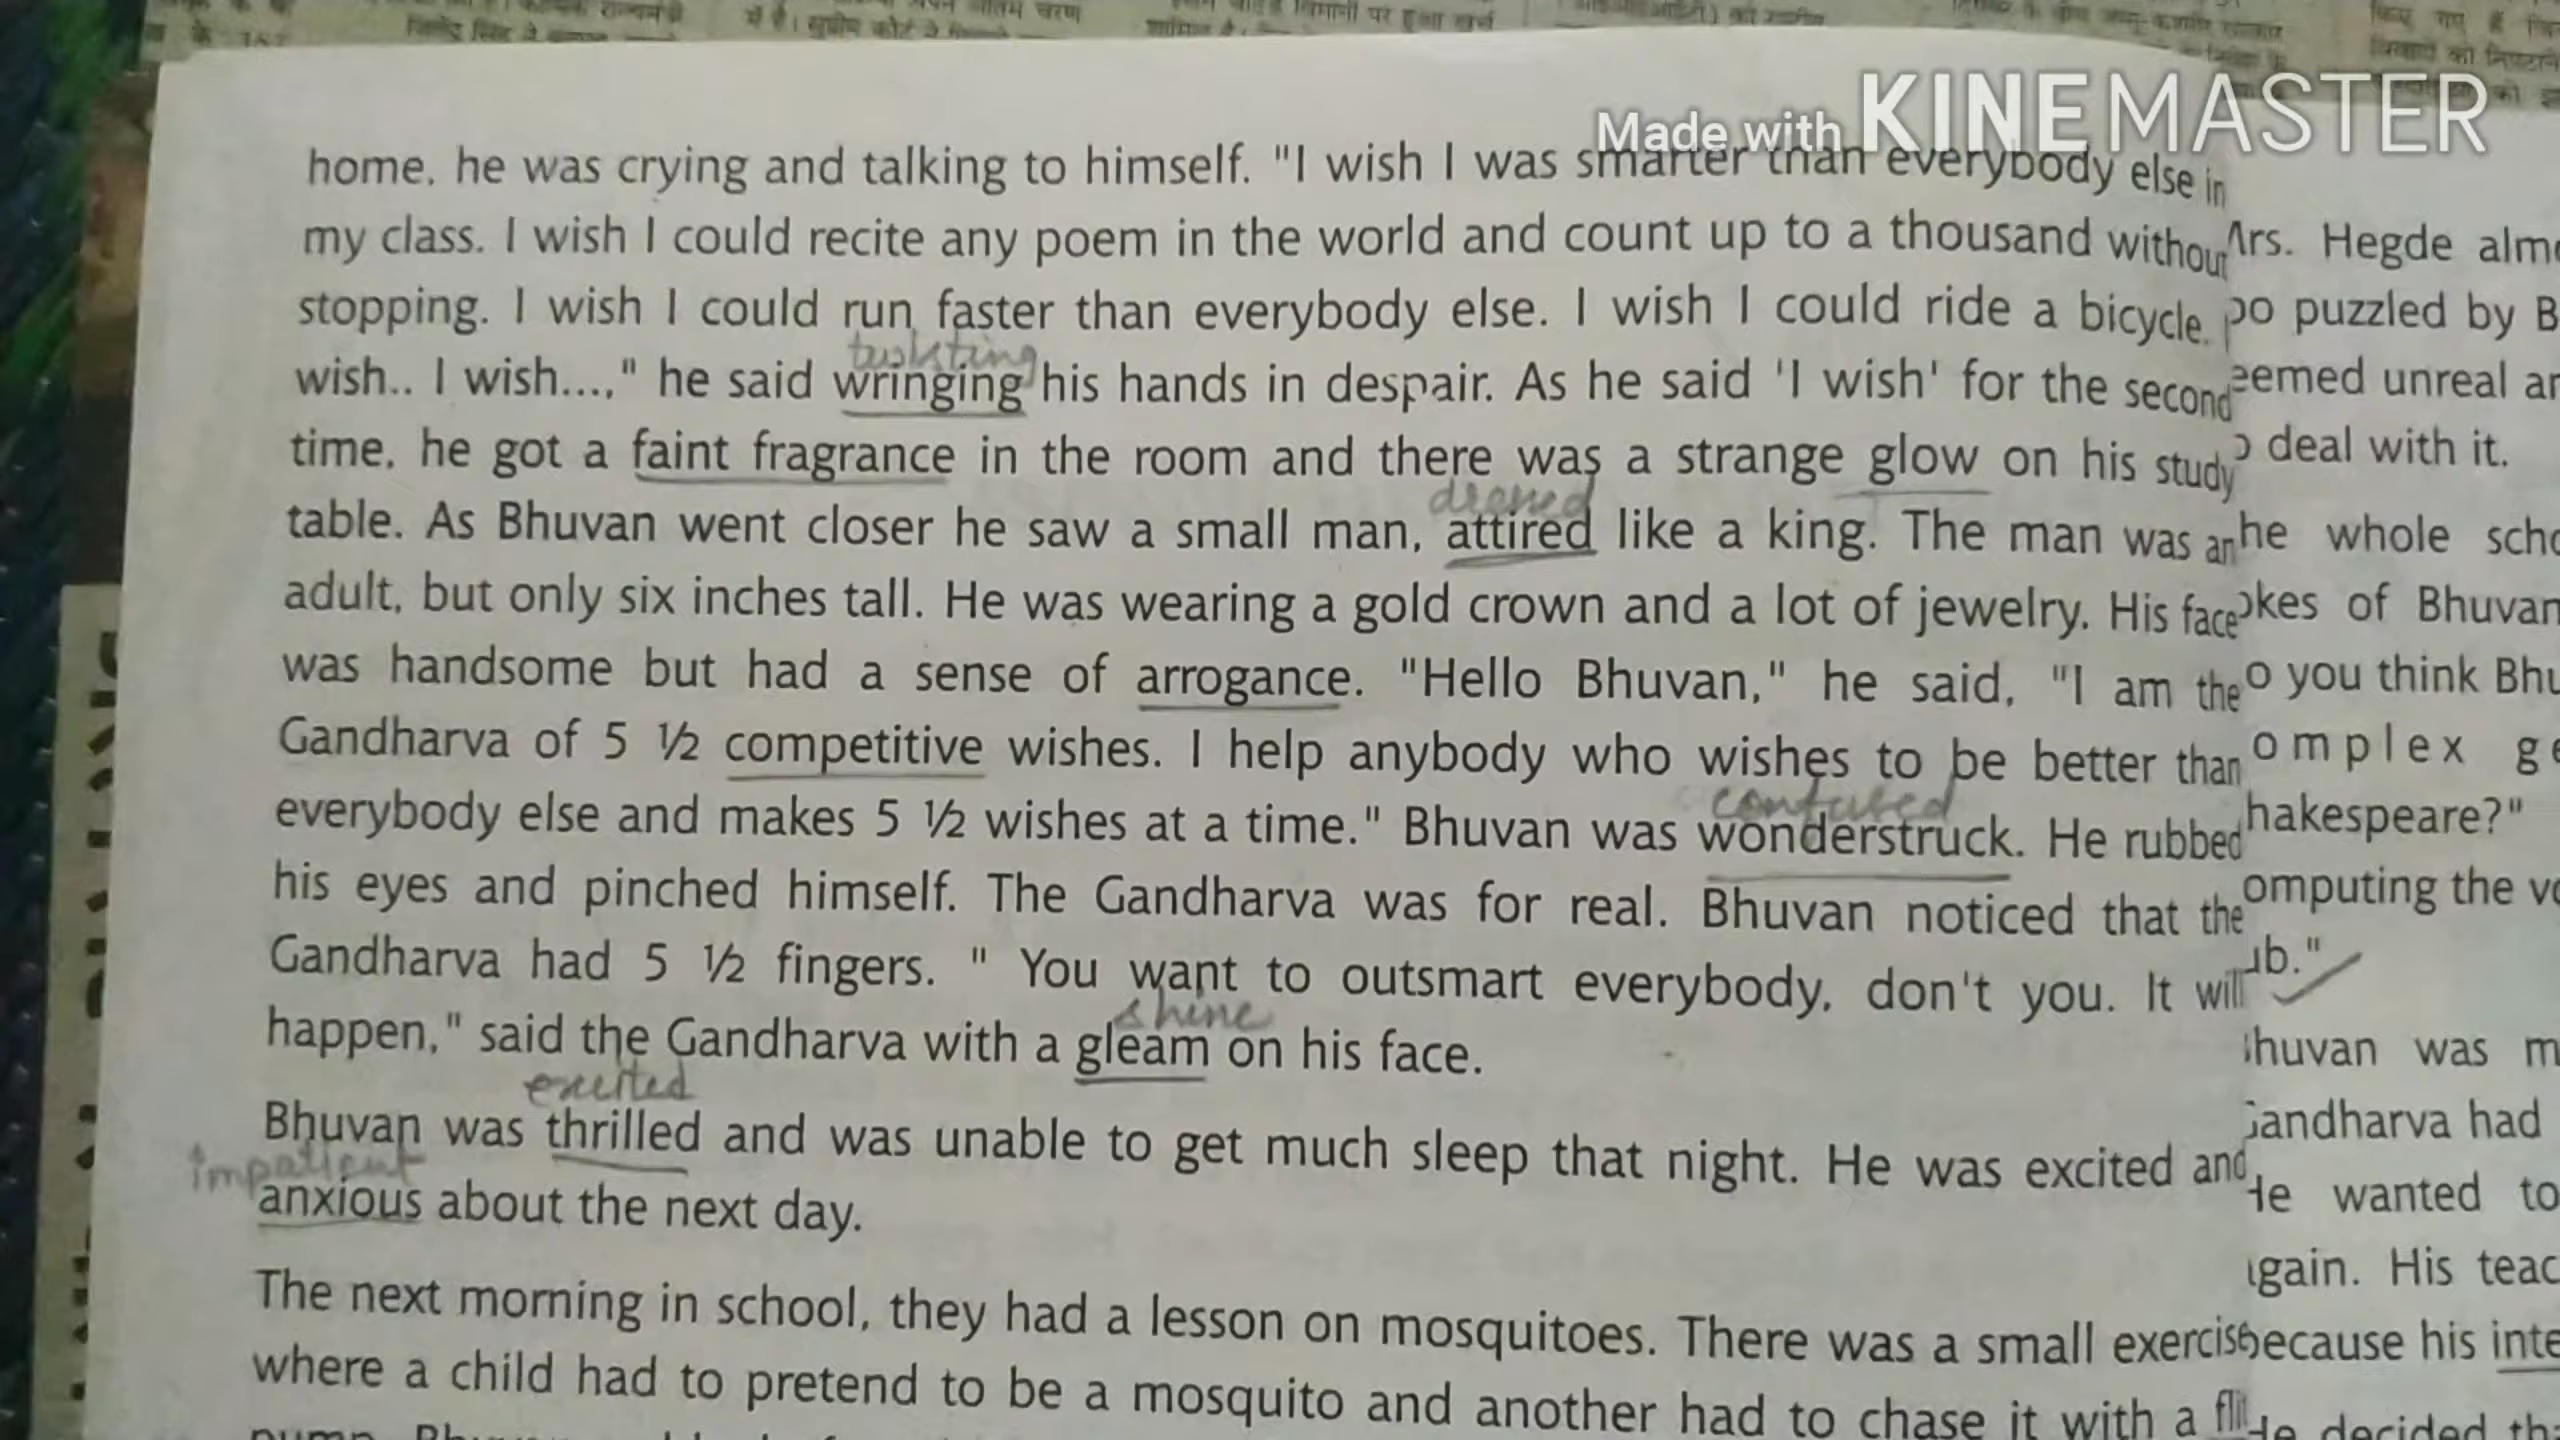 Made with KINEMASTER
home. he was crying and talking to himself. "I wish I was smarter than everybody else in
my class. I wish I could recite any poem in the world and count up to a thousand without
stopping. I wish I could run faster than everybody else. I wish I could ride a bicycle.
twisting
wish.. I wish...," he said wringing his hands in despair. As he said 'I wish' for the second
time, he got a faint fragrance in the room and there was a strange glow on his study
dressed
table. As Bhuvan went closer he saw a small man, attired like a king. The man was an
adult, but only six inches tall. He was wearing a gold crown and a lot of jewelry. His face
was handsome but had a sense of arrogance. "Hello Bhuvan," he said, "I am the
Gandharva of 5 ½ competitive wishes. I help anybody who wishes to be better than
confused
everybody else and makes 5 ½ wishes at a time." Bhuvan was wonderstruck. He rubbed
his eyes and pinched himself. The Gandharva was for real. Bhuvan noticed that the
Gandharva had 5 ½ fingers. " You want to outsmart everybody, don't you. It will
shine
happen," said the Gandharva with a gleam on his face.
excited
Bhuvan was thrilled and was unable to get much sleep that night. He was excited and
impatient
anxious about the next day.
The next morning in school, they had a lesson on mosquitoes. There was a small exercise
where a child had to pretend to be a mosquito and another had to chase it with a
Mrs. Hegde
puzzled by
unreal
deal with it.
he whole
of Bhuvan
you think
hakespeare?"
omputing the
ub."
huvan was
andharva had
He wanted to
again. His
because his
He decided